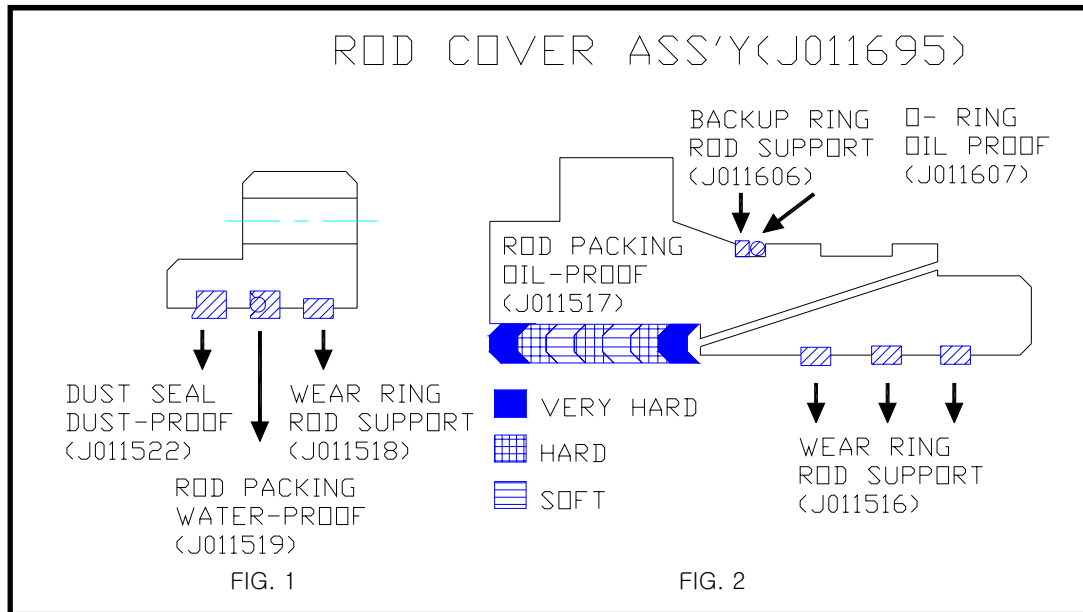 ROD COVER ASS'Y(J011695)
BACKUP RING
ROD SUPPORT
(J011606)
O- RING
OIL PROOF
(J011607)
ROD PACKING
OIL-PROOF
(J011517)
DUST SEAL
DUST-PROOF
(J011522)
WEAR RING
ROD SUPPORT
(J011518)
ROD PACKING
WATER-PROOF
(J011519)
VERY HARD
HARD
SOFT
WEAR RING
ROD SUPPORT
(J011516)
FIG. 1
FIG. 2